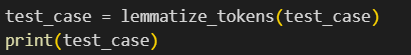 test_case = lemmatize_tokens(test_case)
print(test_case)